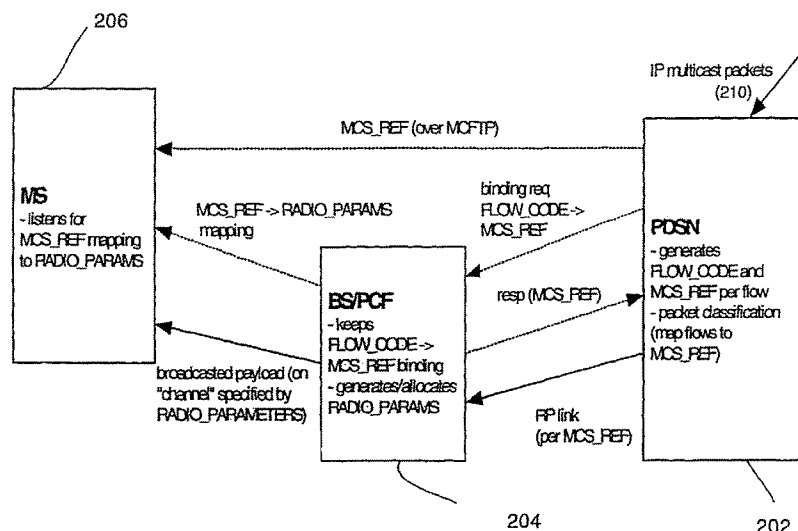 206
IP multicast packets
(210)
MCS_REF (over MCFTP)
MS
- listens for
MCS_REF mapping
to RADIO_PARAMS
MCS_REF -> RADIO_PARAMS
mapping
binding req
FLOW_CODE ->
MCS_REF
PDSN
- generates
FLOW_CODE and
MCS_REF per flow
- packet classification
(map flows to
MCS_REF)
BS/PCF
- keeps
FLOW_CODE ->
MCS_REF binding
- generates/allocates
RADIO_PARAMS
resp (MCS_REF)
broadcasted payload (on
"channel" specified by
RADIO_PARAMETERS)
RP link
(per MCS_REF)
204
202